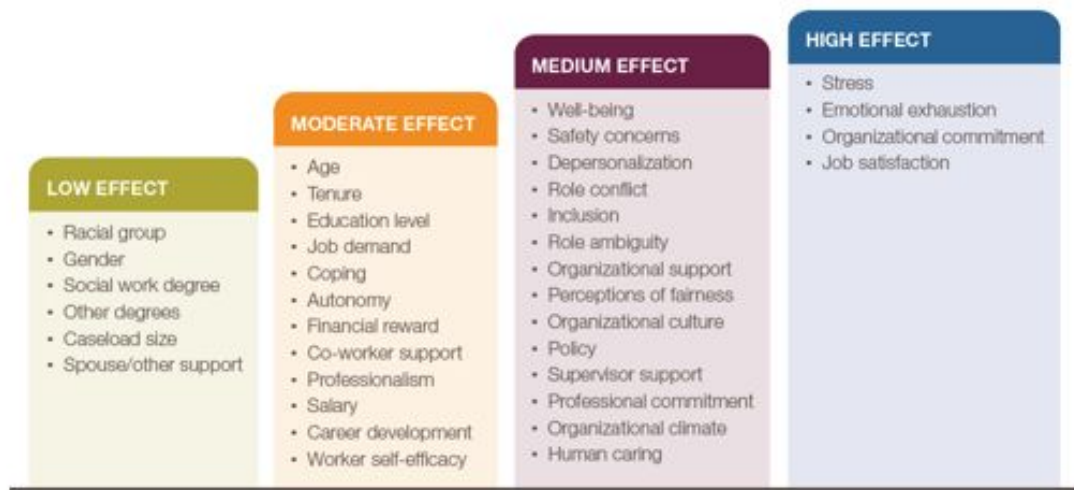 LOW EFFECT
• Racial group
• Gender
• Social work degree
• Other degrees
• Caseload size
• Spouse/other support
MODERATE EFFECT
• Age
• Tenure
• Education level
• Job demand
• Coping
• Autonomy
• Financial reward
• Co-worker support
• Professionalism
• Salary
• Career development
• Worker self-efficacy
MEDIUM EFFECT
• Well-being
• Safety concerns
• Depersonalization
• Role conflict
• Inclusion
• Role ambiguity
• Organizational support
• Perceptions of fairness
• Organizational culture
• Policy
• Supervisor support
• Professional commitment
• Organizational climate
• Human caring
HIGH EFFECT
• Stress
• Emotional exhaustion
• Organizational commitment
• Job satisfaction